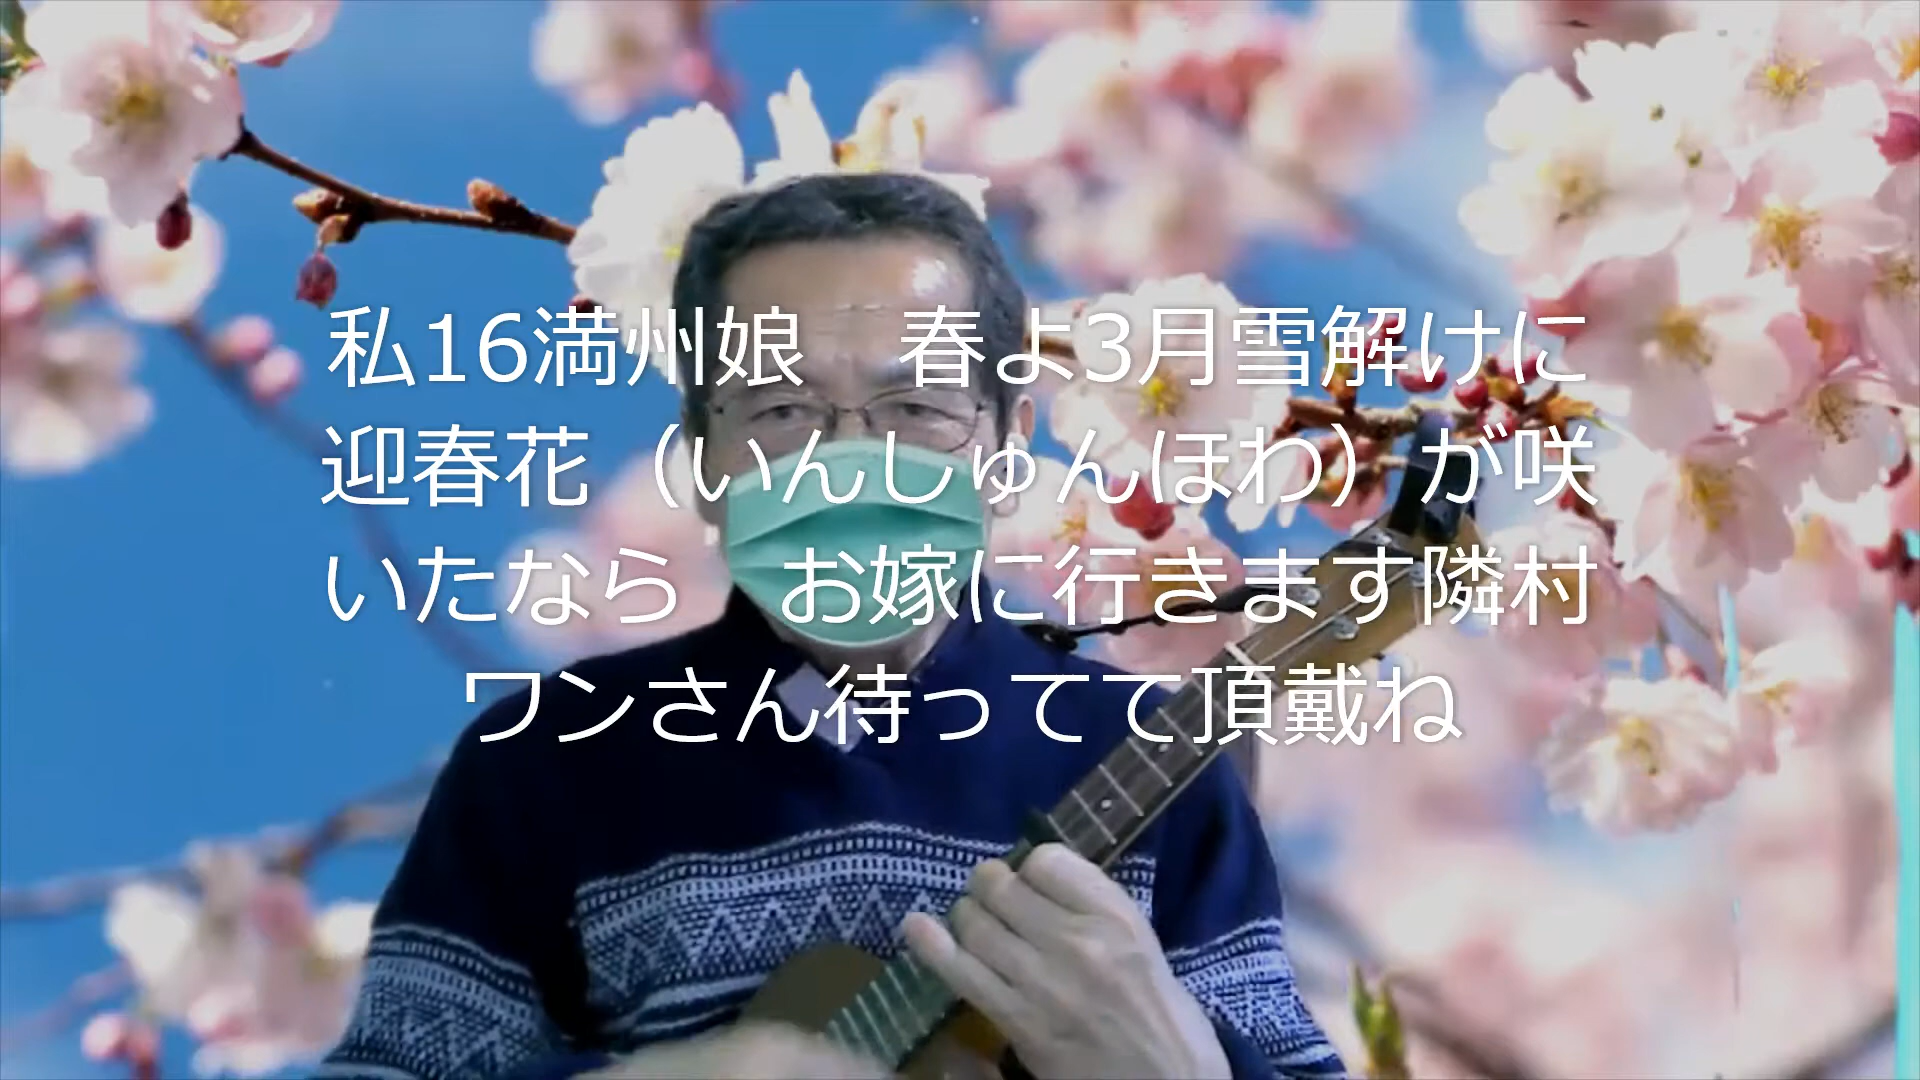 私16満州娘　春よ3月雪解けに
迎春花（いんしゅんほわ）が咲
いたなら　お嫁に行きます隣村
ワンさん待ってて頂戴ね